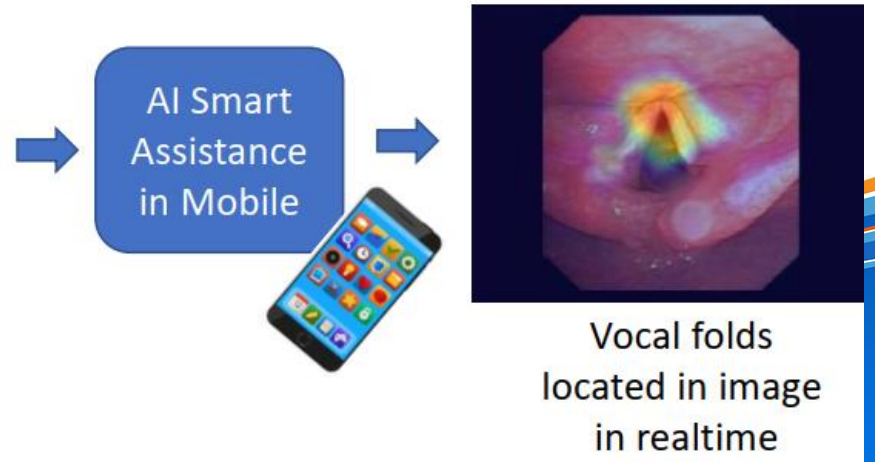 AI Smart
Assistance
in Mobile
Vocal folds
located in image
in realtime